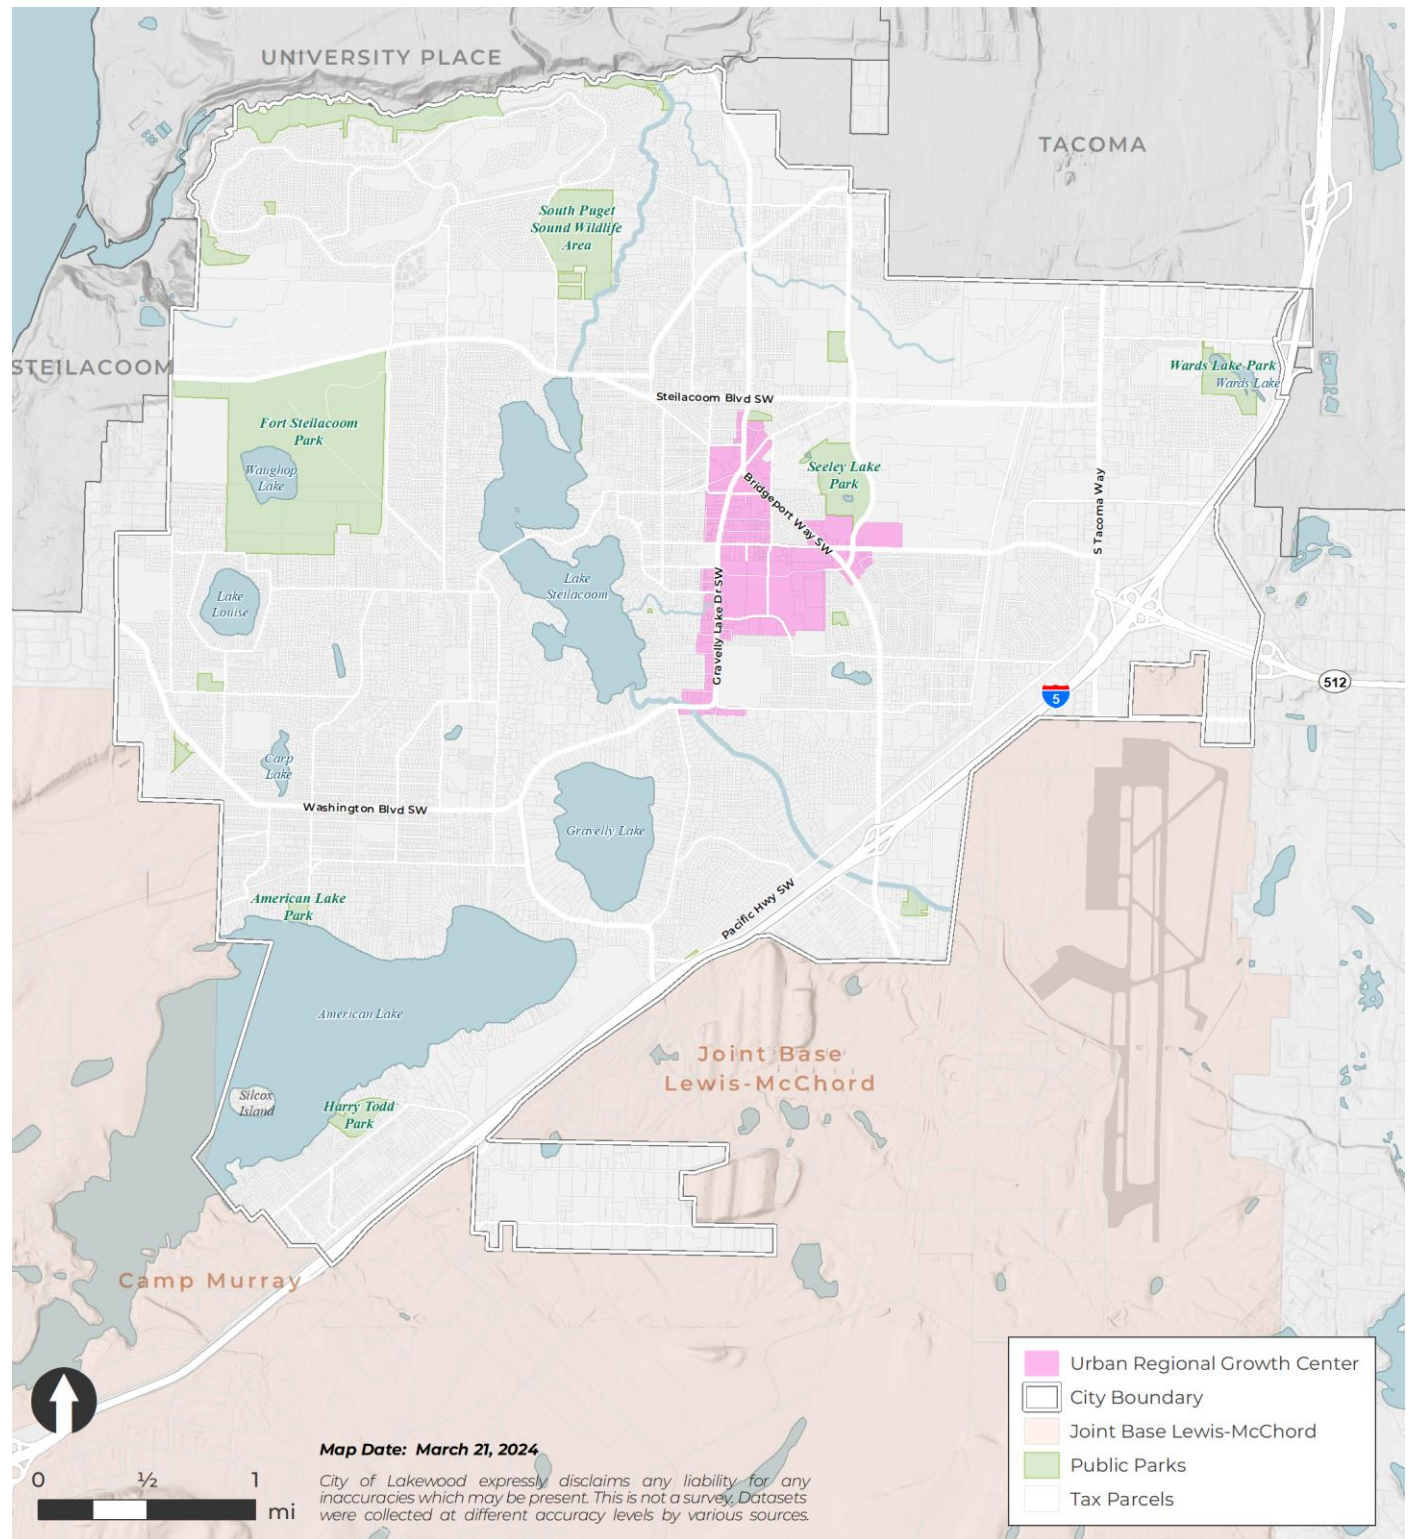 UNIVERSITY PLACE
TACOMA
South Puget
Sound Wildlife
Area
STEILACOOM
Wards Lake Park
Wards Lake
Steilacoom Blvd SW
Fort Steilacoom
Park
Waughop
Lake
Seeley Lake
Park
Bridgeport Way SW
S Tacoma Way
Lake
Steilacoom
Lake
Louise
Gravelly Lake Dr SW
512
5
Carp
Lake
Washington Blvd SW
Gravelly Lake
American Lake
Park
Pacific Hwy SW
American Lake
Joint Base
Lewis-McChord
Silcox
Island
Harry Todd
Park
Camp Murray
Urban Regional Growth Center
City Boundary
Joint Base Lewis-McChord
Public Parks
Tax Parcels
0 ½ 1
mi
Map Date: March 21, 2024
City of Lakewood expressly disclaims any liability for any
inaccuracies which may be present. This is not a survey. Datasets
were collected at different accuracy levels by various sources.